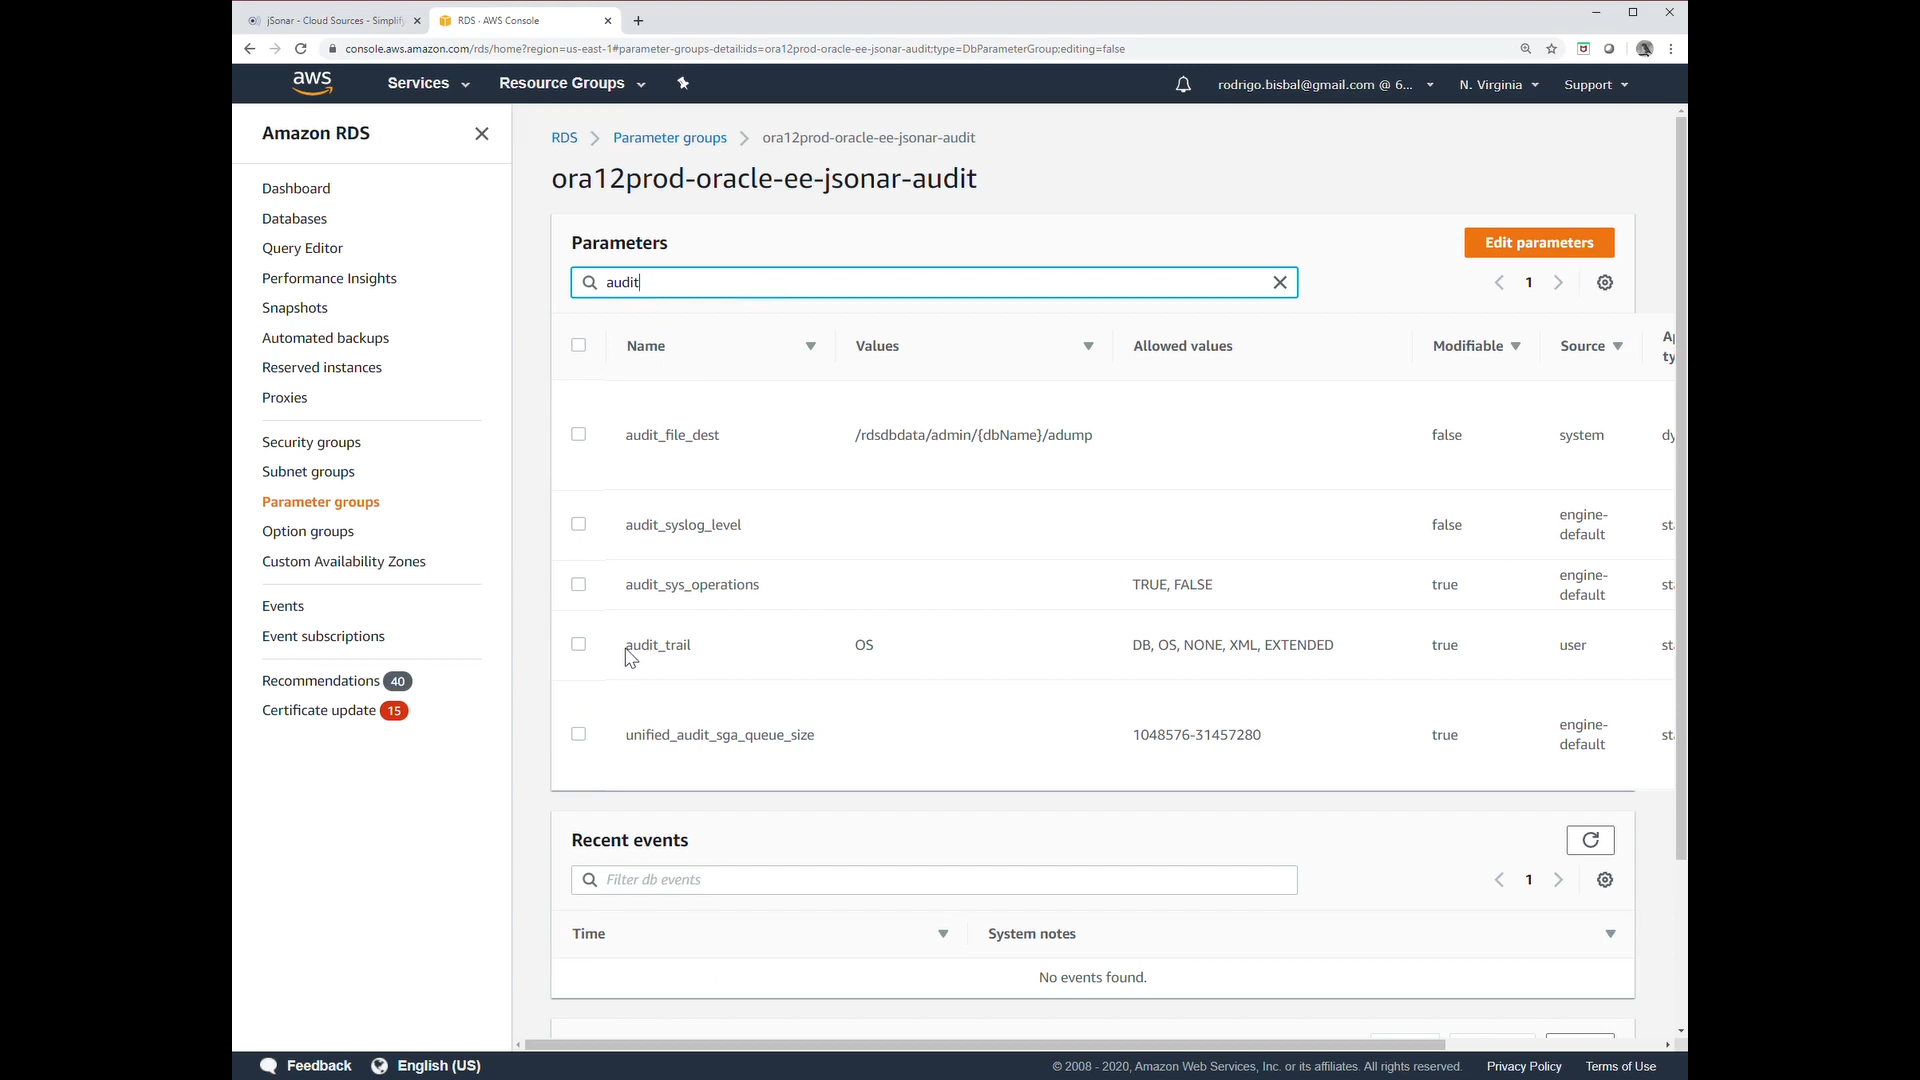 jSonar - Cloud Sources - Simplify
RDS · AWS Console
console.aws.amazon.com/rds/home?region=us-east-1#parameter-groups-detail:ids=ora12prod-oracle-ee-jsonar-audit;type=DbParameterGroup;editing=false
aws
Services
Resource Groups
rodrigo.bisbal@gmail.com @ 6...
N. Virginia
Support
Amazon RDS
Dashboard
Databases
Query Editor
Performance Insights
Snapshots
Automated backups
Reserved instances
Proxies
Security groups
Subnet groups
Parameter groups
Option groups
Custom Availability Zones
Events
Event subscriptions
Recommendations 40
Certificate update 15
RDS > Parameter groups > ora12prod-oracle-ee-jsonar-audit
ora12prod-oracle-ee-jsonar-audit
Parameters
Edit parameters
audit
1
Name Values Allowed values Modifiable Source
audit_file_dest /rdsdbdata/admin/{dbName}/adump false system dy
audit_syslog_level false engine-default st
audit_sys_operations TRUE, FALSE true engine-default st
audit_trail OS DB, OS, NONE, XML, EXTENDED true user st
unified_audit_sga_queue_size 1048576-31457280 true engine-default st
Recent events
Filter db events
1
Time System notes
No events found.
Feedback
English (US)
© 2008 - 2020, Amazon Web Services, Inc. or its affiliates. All rights reserved.
Privacy Policy
Terms of Use